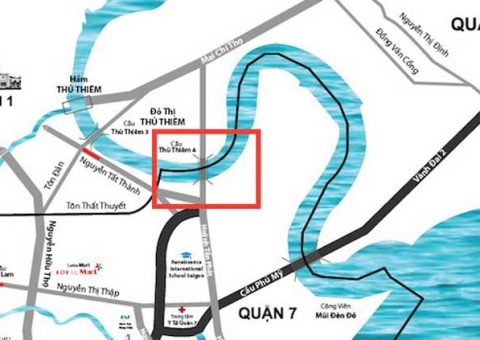 QUẬ
Nguyễn Thị Định
Đồng Văn Cống
Mai Chí Thọ
Hầm
THỦ THIÊM
N 1
Đô Thị
THỦ THIÊM
Cầu
Thủ Thiêm 3
Cầu
Thủ Thiêm 4
Vành Đai 2
Tôn Đản
Nguyễn Tất Thành
Tôn Thất Thuyết
Nguyễn Hữu Thọ
Huỳnh Tấn Phát
Renaissance
International
School Saigon
Lotte Mart
LOTTE Mart
Lam
Cầu Phú Mỹ
Nguyễn Thị Thập
Trung tâm
Y Tế Quận 7
QUẬN 7
Công Viên
Mũi Đèn Đỏ